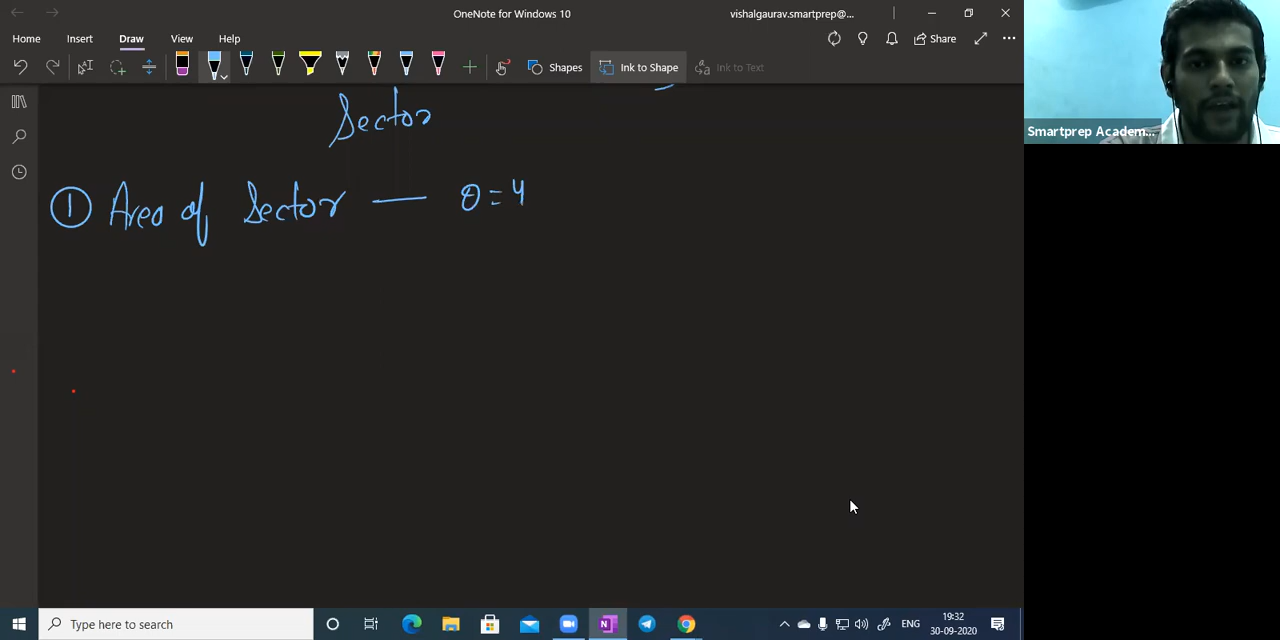 OneNote for Windows 10
vishalgaurav.smartprep@...
Home Insert Draw View Help
Share
Shapes Ink to Shape Ink to Text
Smartprep Academ...
Sector
① Area of Sector — θ = 4
Type here to search
ENG
19:32
30-09-2020